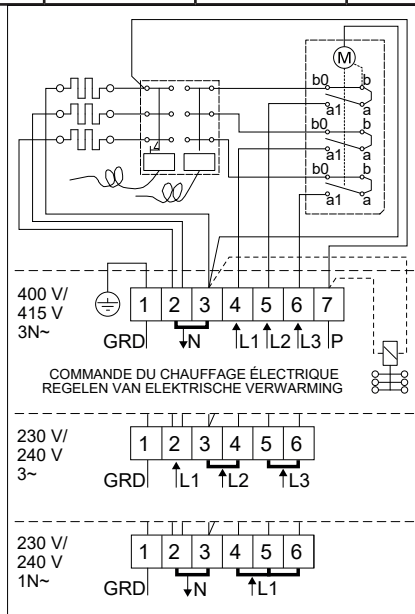 M
b0 b
a1 a
b0 b
a1 a
b0 b
a1 a
400 V/
415 V
3N~
1 2 3 4 5 6 7
GRD N L1 L2 L3 P
COMMANDE DU CHAUFFAGE ÉLECTRIQUE
REGELEN VAN ELEKTRISCHE VERWARMING
230 V/
240 V
3~
1 2 3 4 5 6
GRD L1 L2 L3
230 V/
240 V
1N~
1 2 3 4 5 6
GRD N L1